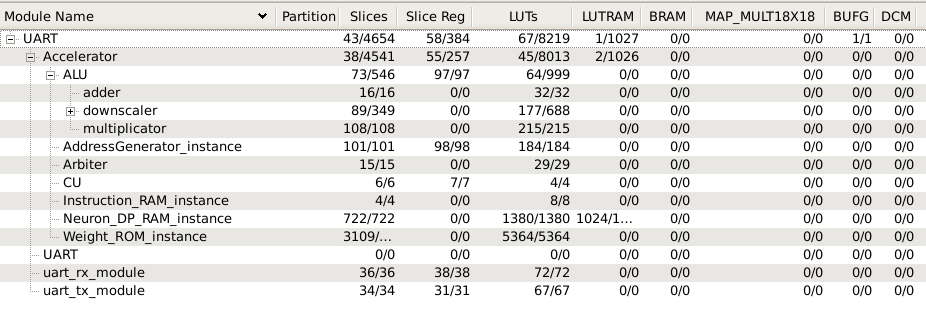 Module Name Partition Slices Slice Reg LUTs LUTRAM BRAM MAP_MULT18X18 BUFG DCM
UART 43/4654 58/384 67/8219 1/1027 0/0 0/0 1/1 0/0
Accelerator 38/4541 55/257 45/8013 2/1026 0/0 0/0 0/0 0/0
ALU 73/546 97/97 64/999 0/0 0/0 0/0 0/0 0/0
adder 16/16 0/0 32/32 0/0 0/0 0/0 0/0 0/0
downscaler 89/349 0/0 177/688 0/0 0/0 0/0 0/0 0/0
multiplicator 108/108 0/0 215/215 0/0 0/0 0/0 0/0 0/0
AddressGenerator_instance 101/101 98/98 184/184 0/0 0/0 0/0 0/0 0/0
Arbiter 15/15 0/0 29/29 0/0 0/0 0/0 0/0 0/0
CU 6/6 7/7 4/4 0/0 0/0 0/0 0/0 0/0
Instruction_RAM_instance 4/4 0/0 8/8 0/0 0/0 0/0 0/0 0/0
Neuron_DP_RAM_instance 722/722 0/0 1380/1380 1024/1... 0/0 0/0 0/0 0/0
Weight_ROM_instance 3109/... 0/0 5364/5364 0/0 0/0 0/0 0/0 0/0
UART 0/0 0/0 0/0 0/0 0/0 0/0 0/0 0/0
uart_rx_module 36/36 38/38 72/72 0/0 0/0 0/0 0/0 0/0
uart_tx_module 34/34 31/31 67/67 0/0 0/0 0/0 0/0 0/0